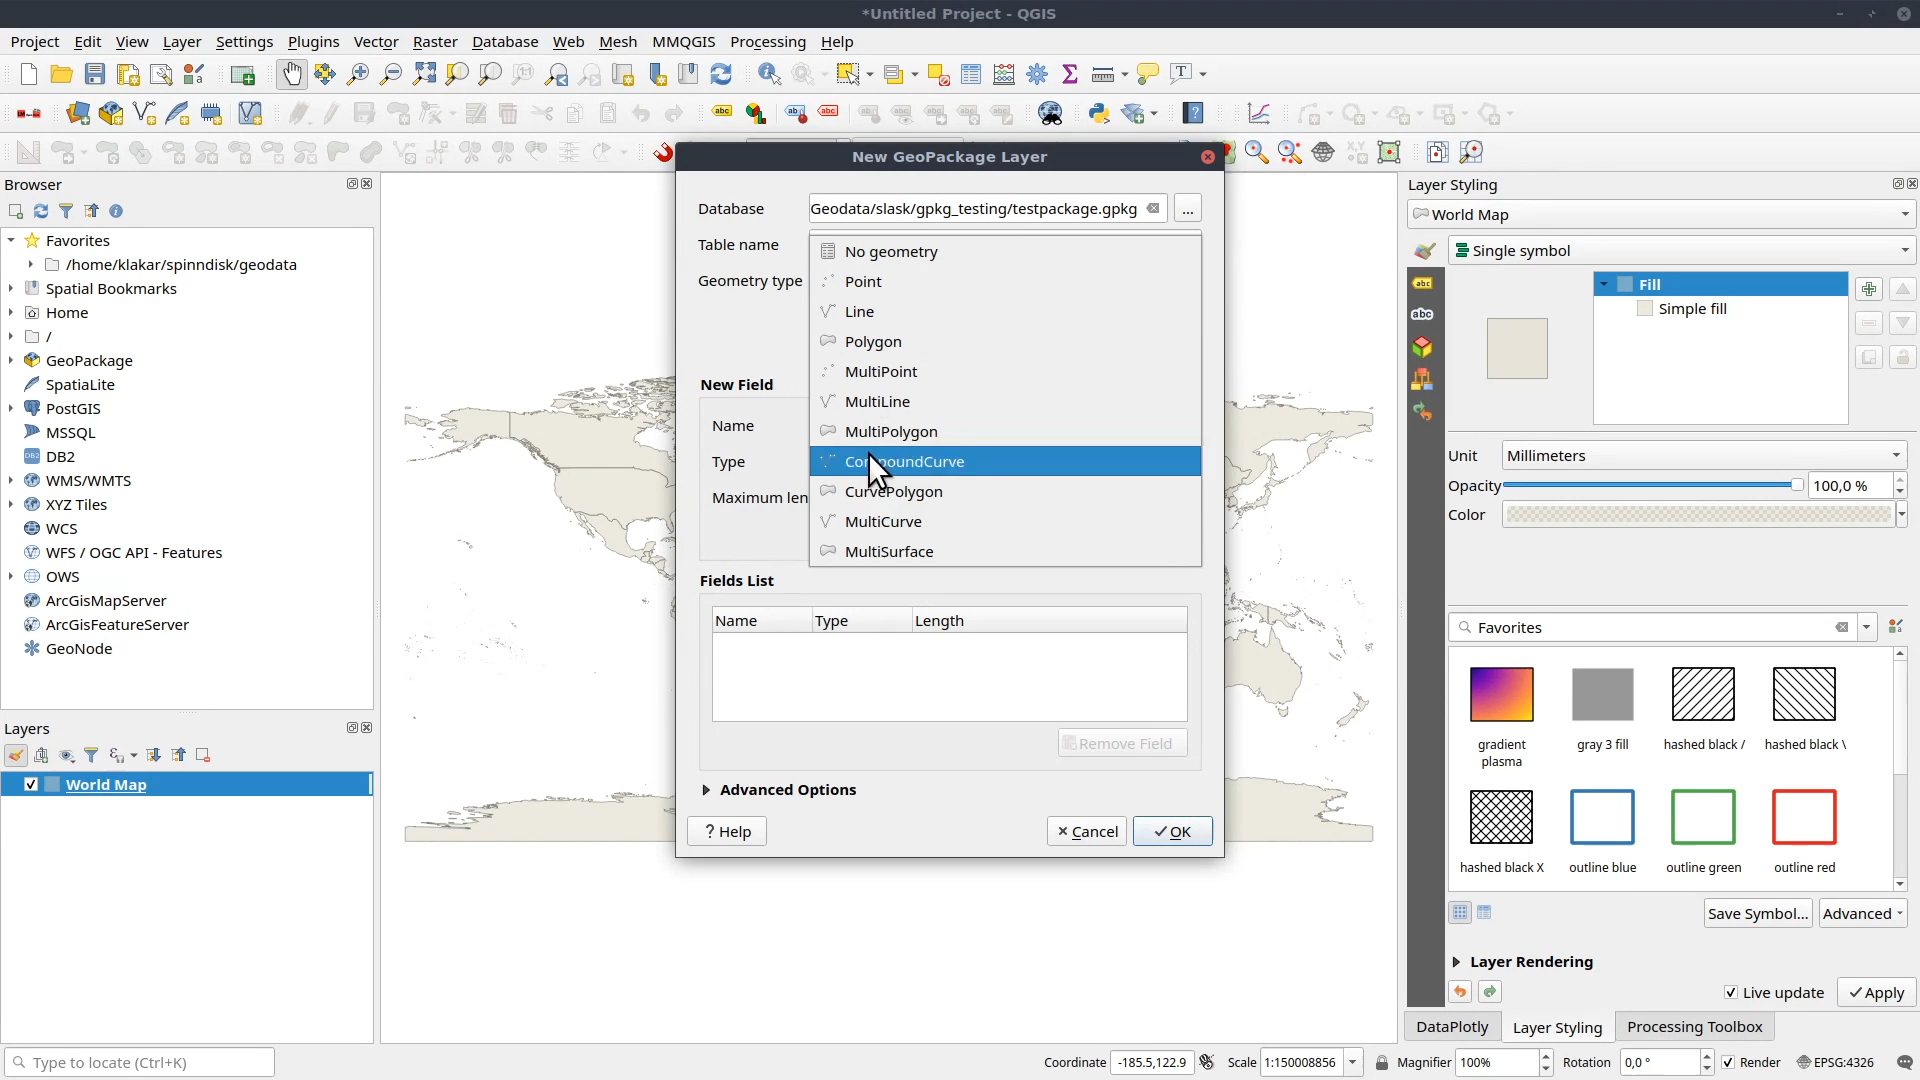 *Untitled Project - QGIS
Project Edit View Layer Settings Plugins Vector Raster Database Web Mesh MMQGIS Processing Help
New GeoPackage Layer
Database Geodata/slask/gpkg_testing/testpackage.gpkg ...
Table name
Geometry type
No geometry
Point
Line
Polygon
MultiPoint
MultiLine
MultiPolygon
CompoundCurve
CurvePolygon
MultiCurve
MultiSurface
New Field
Name
Type
Maximum len
Fields List
Name Type Length
Remove Field
Advanced Options
? Help
Cancel
OK
Browser
Favorites
/home/klakar/spinndisk/geodata
Spatial Bookmarks
Home
/
GeoPackage
SpatiaLite
PostGIS
MSSQL
DB2
WMS/WMTS
XYZ Tiles
WCS
WFS / OGC API - Features
OWS
ArcGisMapServer
ArcGisFeatureServer
GeoNode
Layers
World Map
Layer Styling
World Map
Single symbol
Fill
Simple fill
Unit Millimeters
Opacity 100,0 %
Color
Favorites
gradient plasma
gray 3 fill
hashed black /
hashed black \
hashed black X
outline blue
outline green
outline red
Save Symbol... Advanced
Layer Rendering
Live update Apply
DataPlotly Layer Styling Processing Toolbox
Type to locate (Ctrl+K)
Coordinate -185.5,122.9 Scale 1:150008856 Magnifier 100% Rotation 0,0 ° Render EPSG:4326